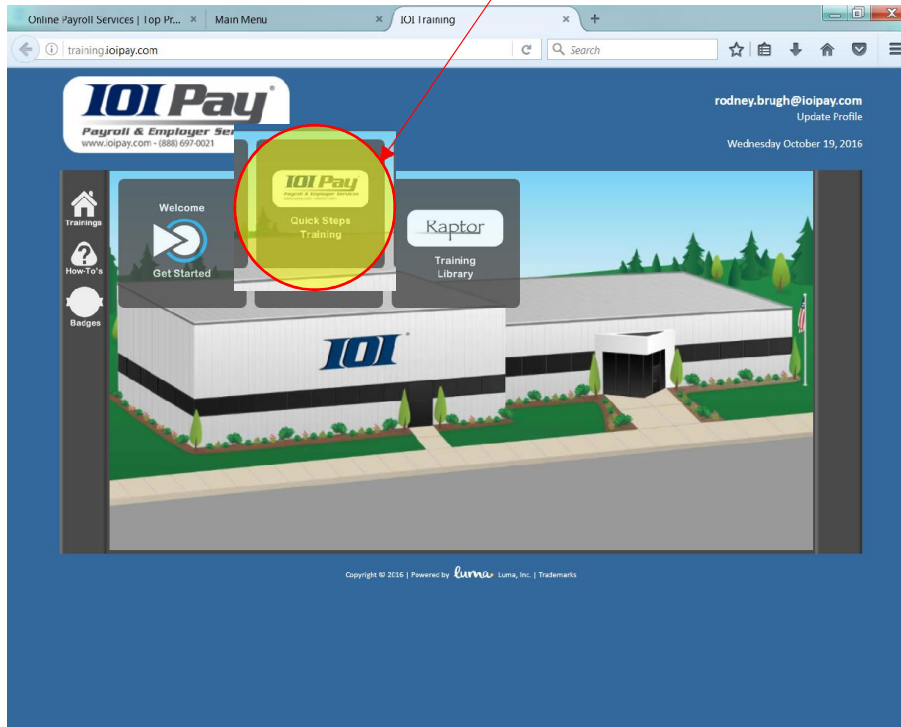 Online Payroll Services | Top Pr...
Main Menu
IOI Training
training.ioipay.com
Search
IOI Pay
Payroll & Employer Ser
www.ioipay.com - (888) 697-0021
rodney.brugh@ioipay.com
Update Profile
Wednesday October 19, 2016
Trainings
How-To's
Badges
Welcome
Get Started
IOI Pay
Payroll & Employer Services
Quick Steps
Training
Kaptor
Training
Library
IOI
Copyright © 2016 | Powered by luma Luma, Inc. | Trademarks